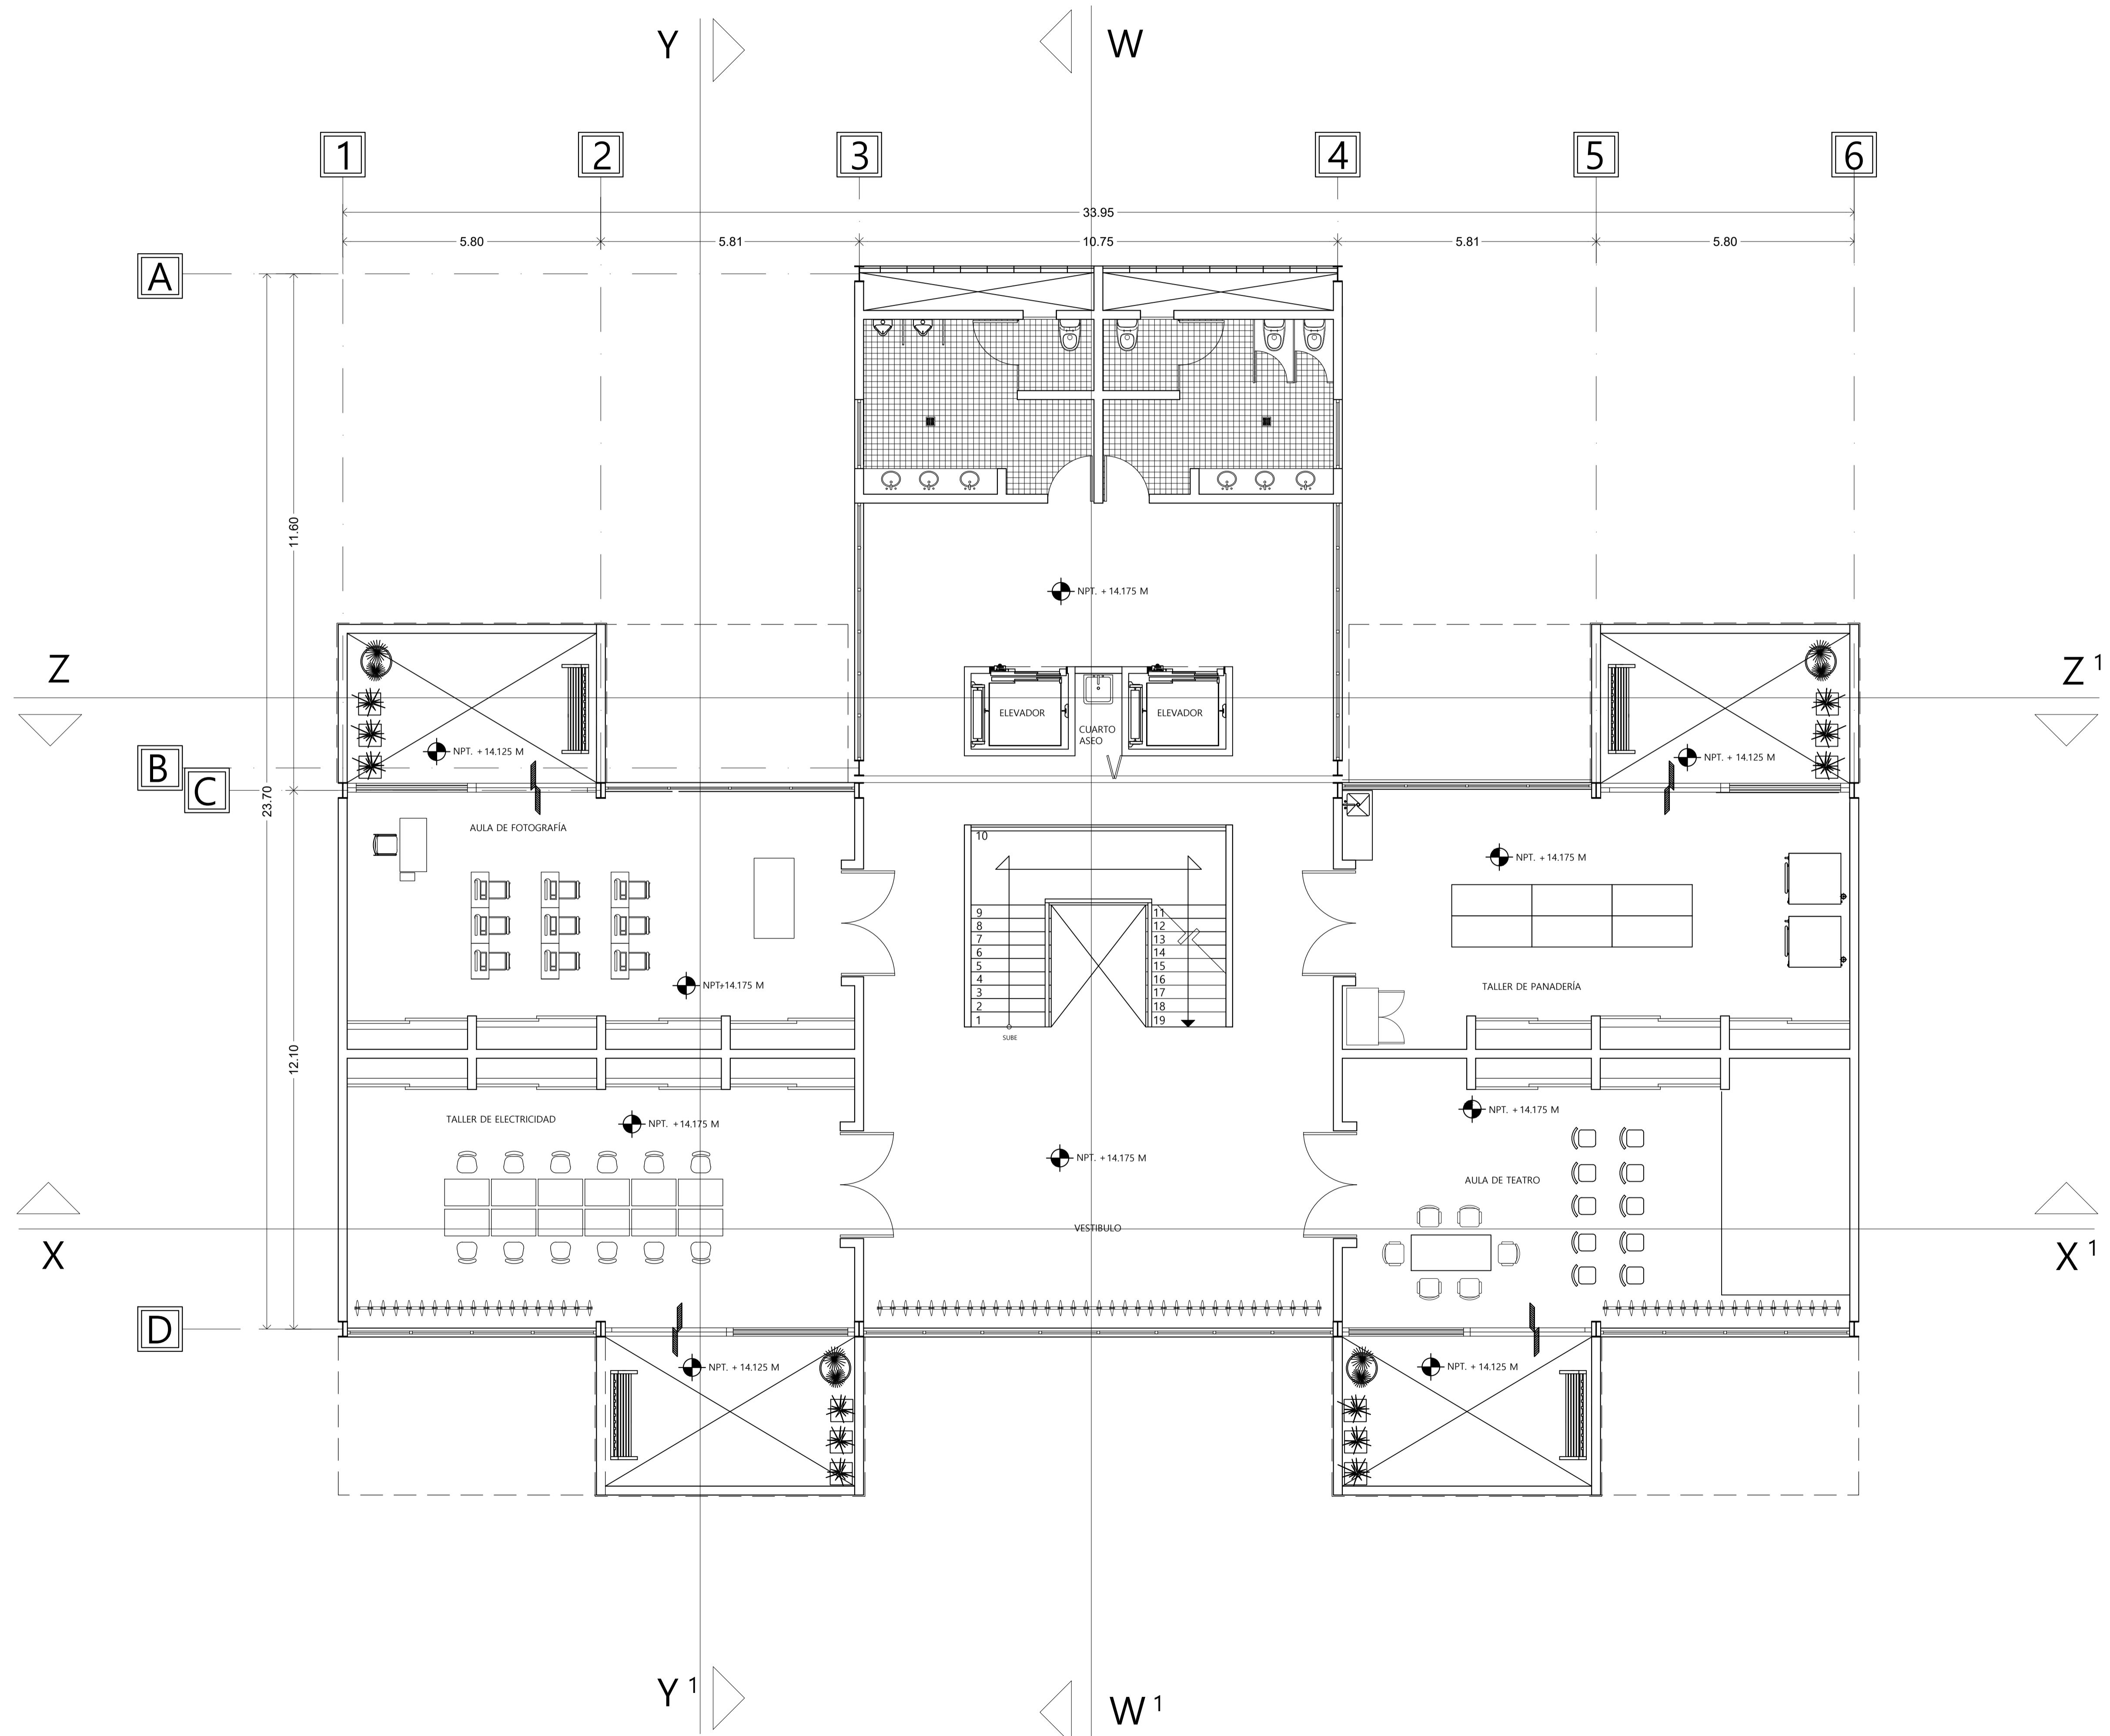 Y
W
1
2
3
4
5
6
33.95
5.80
5.81
10.75
5.81
5.80
A
11.60
NPT. + 14.175 M
Z
Z 1
ELEVADOR
ELEVADOR
CUARTO
ASEO
NPT. + 14.125 M
NPT. + 14.125 M
B
C
23.70
AULA DE FOTOGRAFÍA
10
NPT. + 14.175 M
9
8
7
6
5
4
3
2
1
11
12
13
14
15
16
17
18
19
NPT+14.175 M
TALLER DE PANADERÍA
SUBE
12.10
TALLER DE ELECTRICIDAD
NPT. + 14.175 M
NPT. + 14.175 M
NPT. + 14.175 M
AULA DE TEATRO
VESTIBULO
X
X 1
D
NPT. + 14.125 M
NPT. + 14.125 M
Y 1
W 1